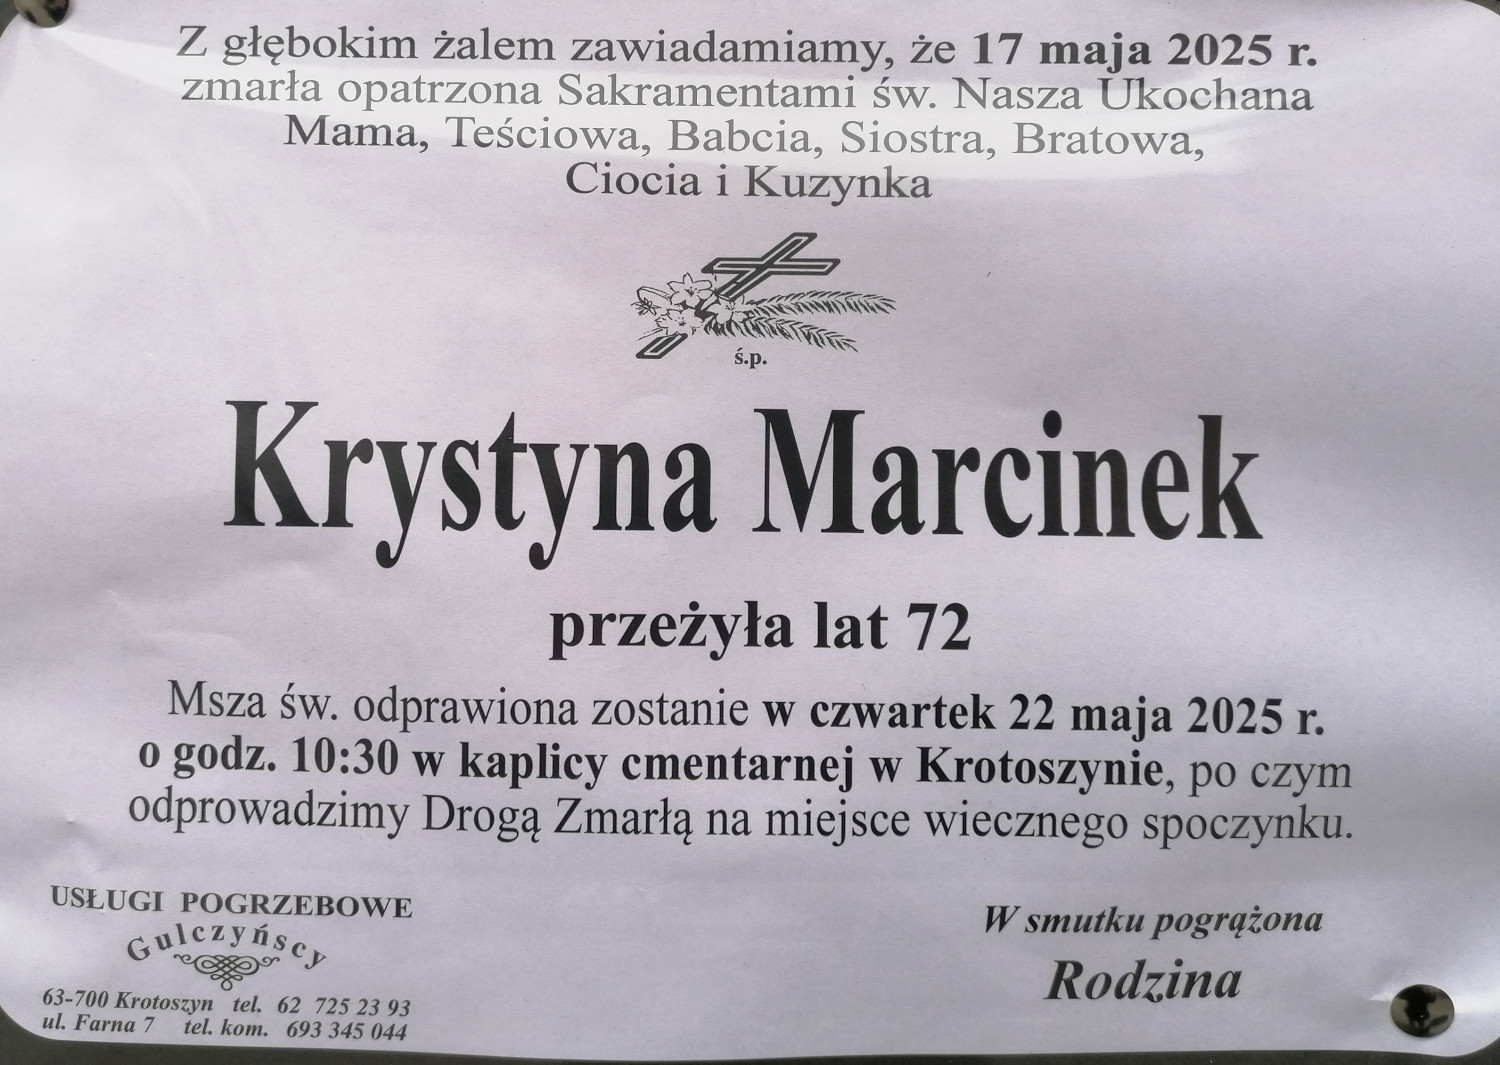 Z głębokim żalem zawiadamiamy, że 17 maja 2025 r.
zmarła opatrzona Sakramentami św. Nasza Ukochana
Mama, Teściowa, Babcia, Siostra, Bratowa,
Ciocia i Kuzynka
ś.p.
Krystyna Marcinek
przeżyła lat 72
Msza św. odprawiona zostanie w czwartek 22 maja 2025 r.
o godz. 10:30 w kaplicy cmentarnej w Krotoszynie, po czym
odprowadzimy Drogą Zmarłą na miejsce wiecznego spoczynku.
USŁUGI POGRZEBOWE
Gulczyńscy
63-700 Krotoszyn tel. 62 725 23 93
ul. Farna 7 tel. kom. 693 345 044
W smutku pogrążona
Rodzina